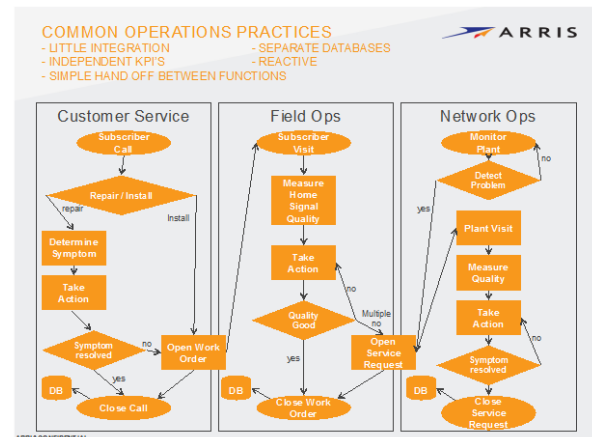 COMMON OPERATIONS PRACTICES
- LITTLE INTEGRATION
- SEPARATE DATABASES
- INDEPENDENT KPI'S
- REACTIVE
- SIMPLE HAND OFF BETWEEN FUNCTIONS
ARRIS
Customer Service
Subscriber
Call
Repair / Install
repair
Install
Determine
Symptom
Take
Action
Symptom
resolved
no
Open Work
Order
yes
DB
Close Call
Field Ops
Subscriber
Visit
Measure
Home
Signal
Quality
Take
Action
no
Quality
Good
Multiple
no
Open
Service
Request
yes
DB
Close Work
Order
Network Ops
Monitor
Plant
no
Detect
Problem
yes
Plant Visit
Measure
Quality
Take
Action
no
Symptom
resolved
DB
Close
Service
Request